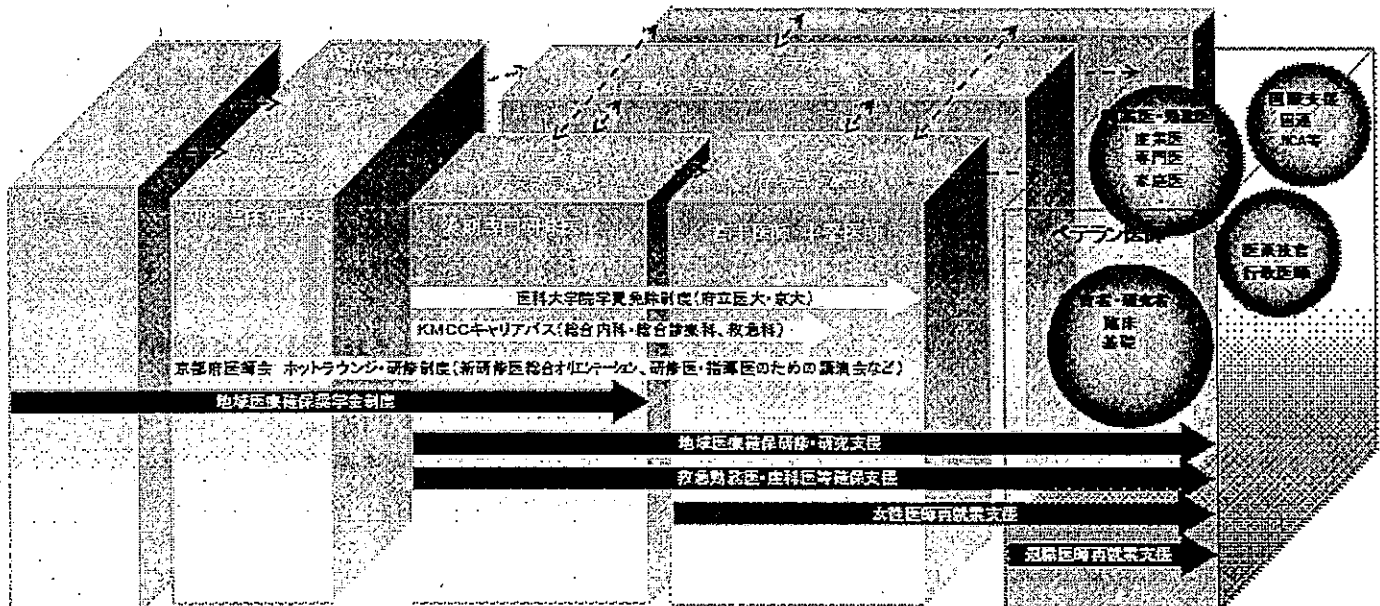 国際支援
国連
JICA等
産業医
専門医
家庭医
ベテラン医師
医系技官
行政医師
臨床
基礎
医科大学院学費免除制度(府立医大・京大)
KMCCキャリアパス(総合内科・総合診療科、救急科)
京都府医師会 ホットラウンジ・研修制度(新研修医総合オリエンテーション、研修医・指導医のための講演会など)
地域医療確保奨学金制度
地域医療確保研修・研究支援
救急勤務医・産科医等確保支援
女性医師再就業支援
退職医師再就業支援